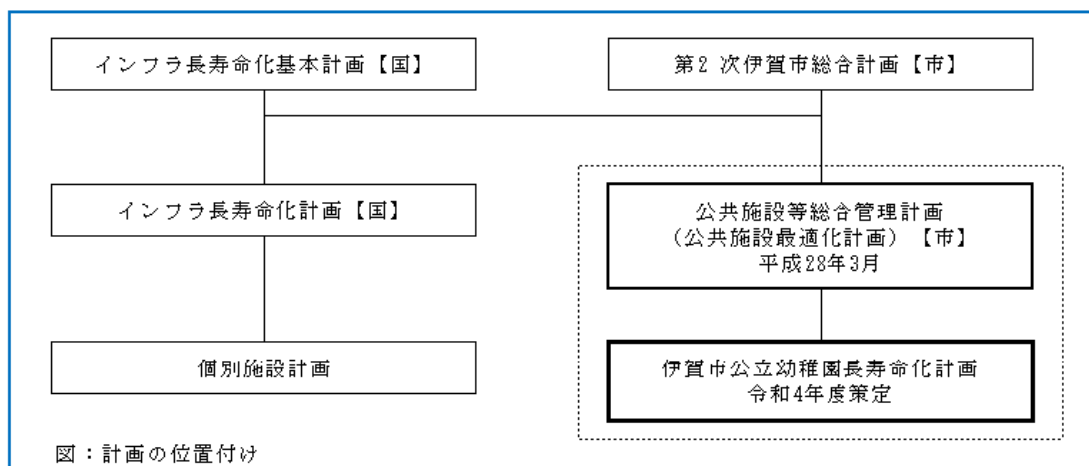 インフラ長寿命化基本計画【国】
第2 次伊賀市総合計画【市】
インフラ長寿命化計画【国】
公共施設等総合管理計画
（公共施設最適化計画）【市】
平成28年3月
個別施設計画
伊賀市公立幼稚園長寿命化計画
令和4年度策定
図：計画の位置付け